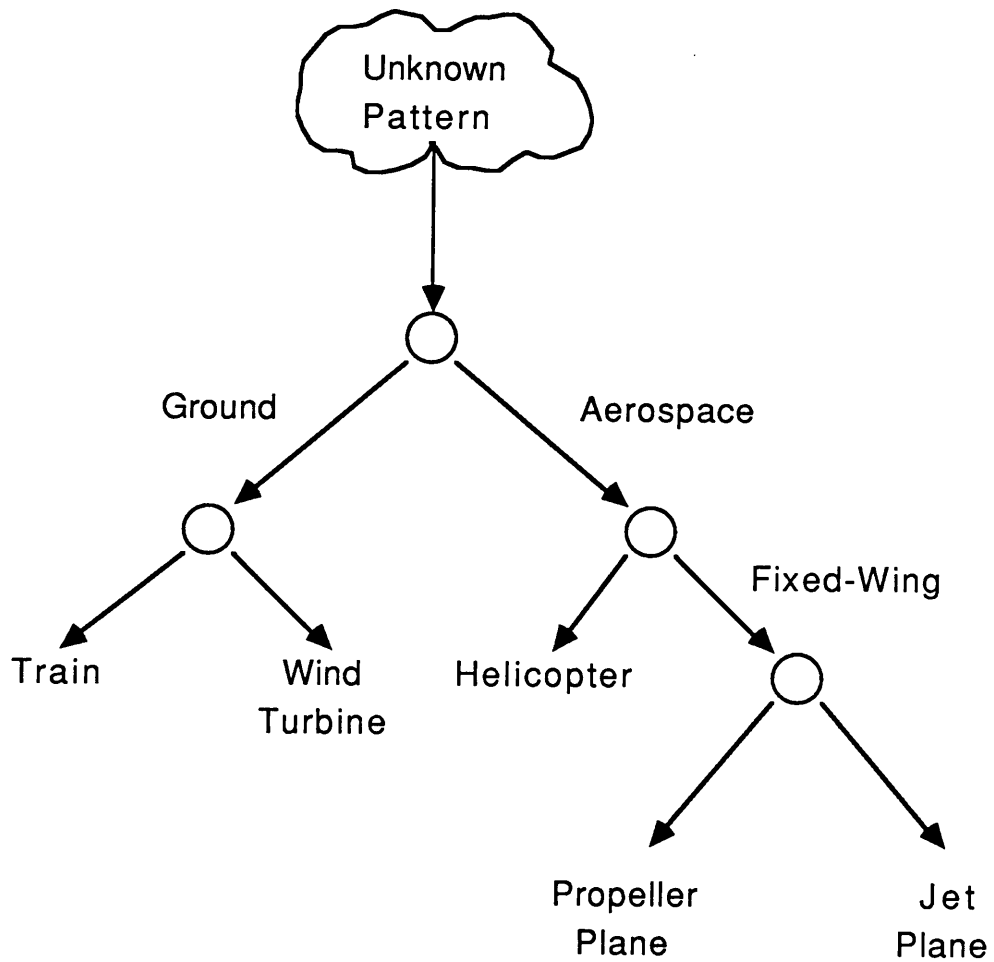 Unknown
Pattern
Ground
Aerospace
Fixed-Wing
Train
Wind
Turbine
Helicopter
Propeller
Plane
Jet
Plane